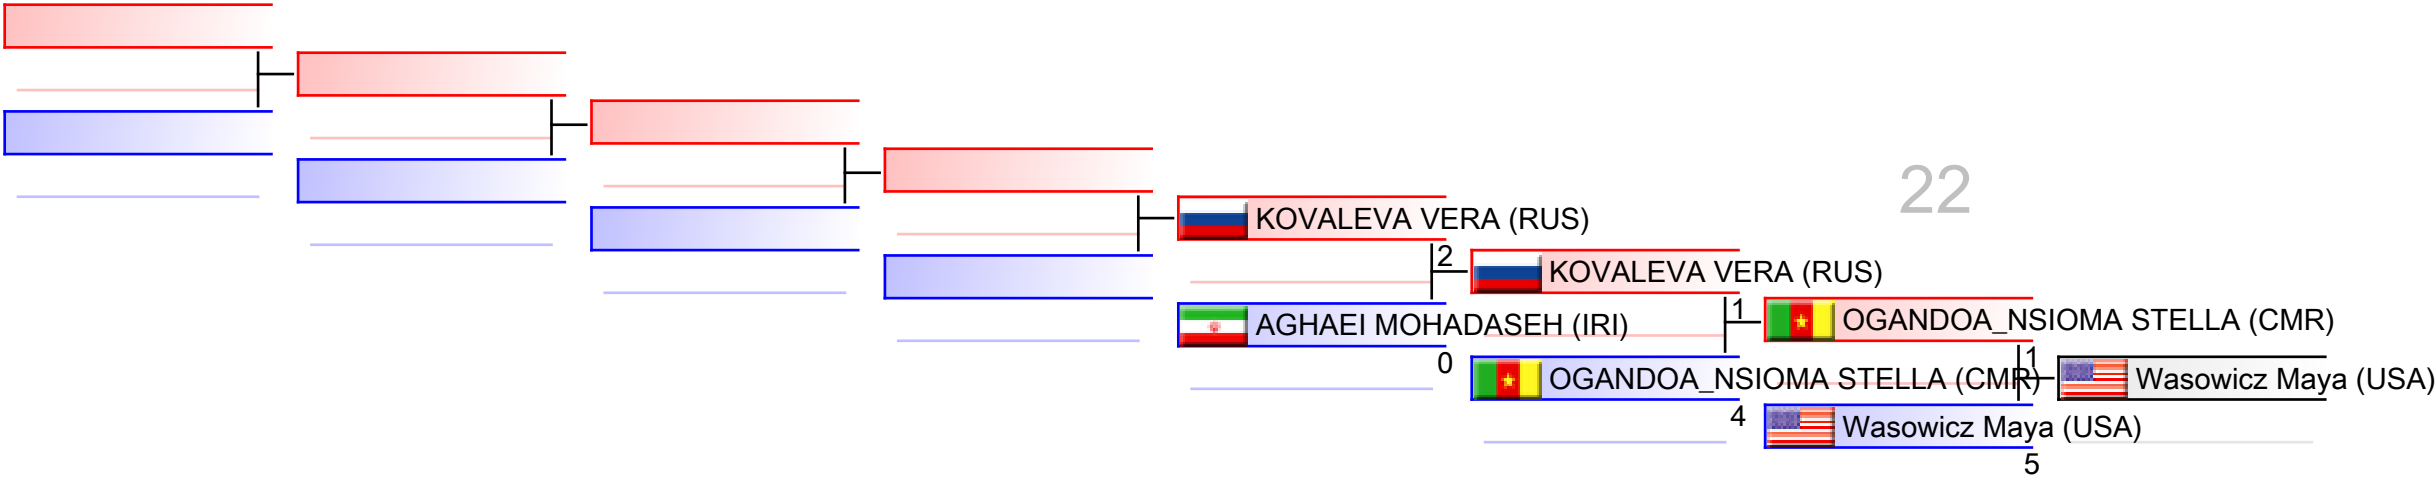 22
KOVALEVA VERA (RUS)
2
KOVALEVA VERA (RUS)
AGHAEI MOHADASEH (IRI)
0
1
OGANDOA_NSIOMA STELLA (CMR)
OGANDOA_NSIOMA STELLA (CMR)
4
1
Wasowicz Maya (USA)
Wasowicz Maya (USA)
5